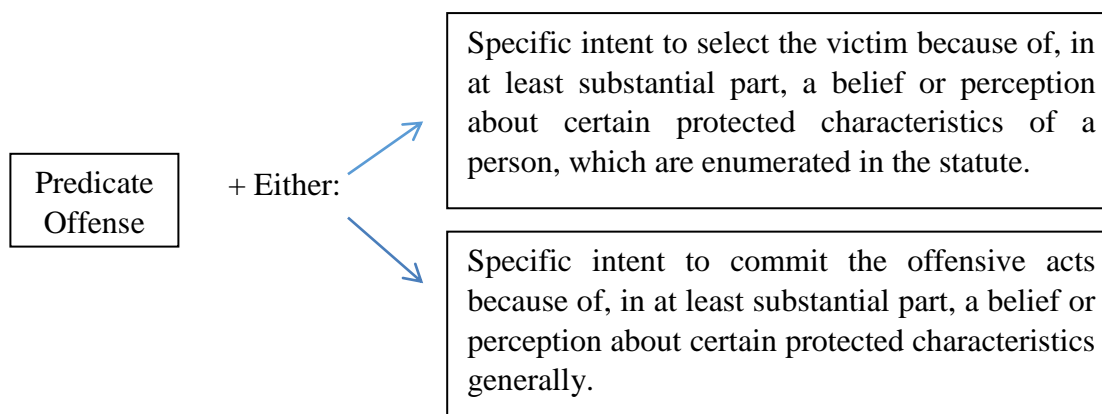 Predicate
Offense
+ Either:
Specific intent to select the victim because of, in
at least substantial part, a belief or perception
about certain protected characteristics of a
person, which are enumerated in the statute.
Specific intent to commit the offensive acts
because of, in at least substantial part, a belief or
perception about certain protected characteristics
generally.